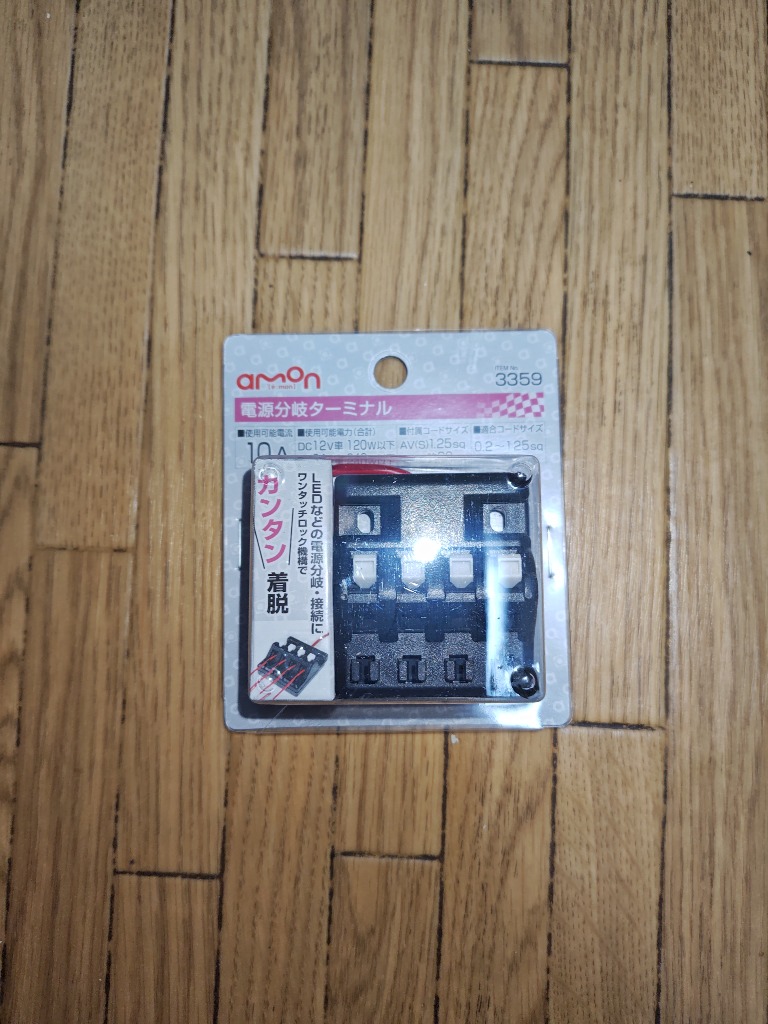 amon
[e mon]
ITEM No.
3359
電源分岐ターミナル
■使用可能電流 ■使用可能電力(合計) ■付属コードサイズ ■適合コードサイズ
10A DC12V車 120W以下 AV(S)1.25sq 0.2~1.25sq
LEDなどの電源分岐・接続に
ワンタッチロック機構で
カンタン着脱